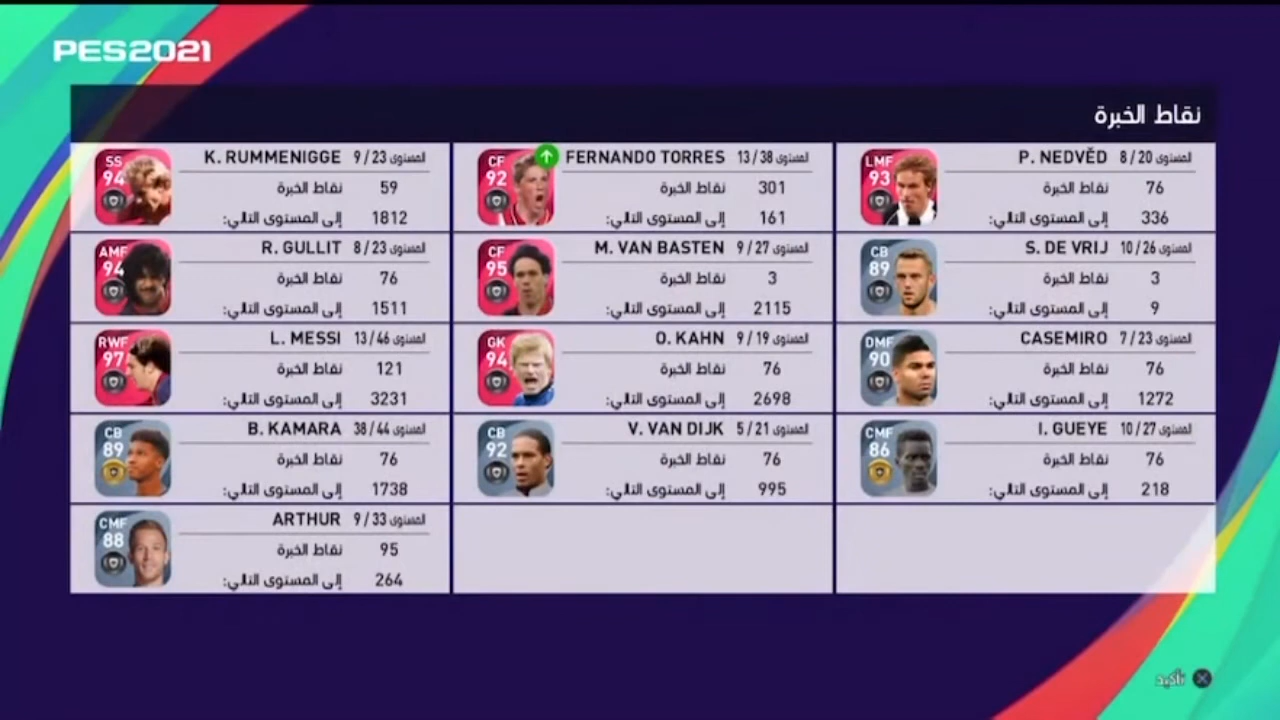 PES2021
نقاط الخبرة
LMF 93 P. NEDVĚD المستوى 8/20
نقاط الخبرة 76
إلى المستوى التالي: 336
CF 92 FERNANDO TORRES المستوى 13/38
نقاط الخبرة 301
إلى المستوى التالي: 161
SS 94 K. RUMMENIGGE المستوى 9/23
نقاط الخبرة 59
إلى المستوى التالي: 1812
CB 89 S. DE VRIJ المستوى 10/26
نقاط الخبرة 3
إلى المستوى التالي: 9
CF 95 M. VAN BASTEN المستوى 9/27
نقاط الخبرة 3
إلى المستوى التالي: 2115
AMF 94 R. GULLIT المستوى 8/23
نقاط الخبرة 76
إلى المستوى التالي: 1511
DMF 90 CASEMIRO المستوى 7/23
نقاط الخبرة 76
إلى المستوى التالي: 1272
GK 94 O. KAHN المستوى 9/19
نقاط الخبرة 76
إلى المستوى التالي: 2698
RWF 97 L. MESSI المستوى 13/46
نقاط الخبرة 121
إلى المستوى التالي: 3231
CMF 86 I. GUEYE المستوى 10/27
نقاط الخبرة 76
إلى المستوى التالي: 218
CB 92 V. VAN DIJK المستوى 5/21
نقاط الخبرة 76
إلى المستوى التالي: 995
CB 89 B. KAMARA المستوى 38/44
نقاط الخبرة 76
إلى المستوى التالي: 1738
CMF 88 ARTHUR المستوى 9/33
نقاط الخبرة 95
إلى المستوى التالي: 264
تأكيد